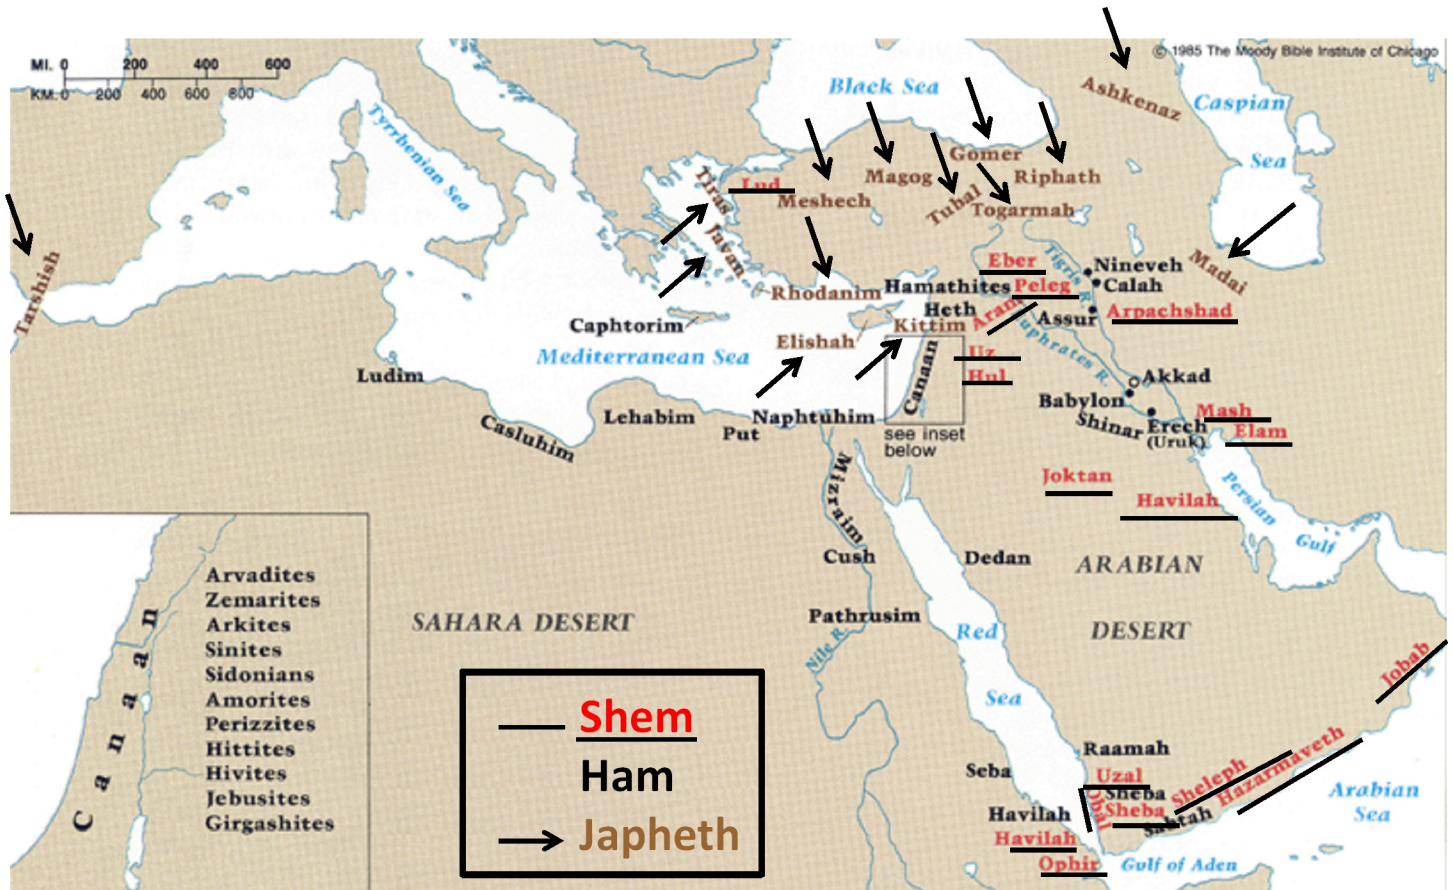 © 1985 The Moody Bible Institute of Chicago
MI. 0 200 400 600
KM. 0 200 400 600 800
Black Sea
Ashkenaz
Caspian
Sea
Tyrrhenian Sea
Gomer
Magog
Riphath
Tiras
Lud
Meshech
Tubal
Togarmah
Javan
Tarshish
Eber
Tigris R.
Nineveh
Madai
Rhodanim
Hamathites
Peleg
Calah
Heth
Aram
Assur
Arpachshad
Caphtorim
Kittim
Elishah
Euphrates R.
Mediterranean Sea
Canaan
Uz
Hul
Ludim
Akkad
Babylon
Lehabim
Naphtuhim
Shinar
Erech
(Uruk)
Mash
Elam
Casluhim
Put
see inset
below
Mizraim
Joktan
Havilah
Persian
Gulf
Cush
Dedan
ARABIAN
DESERT
Pathrusim
SAHARA DESERT
Nile R.
Red
Sea
Canaan
Arvadites
Zemarites
Arkites
Sinites
Sidonians
Amorites
Perizzites
Hittites
Hivites
Jebusites
Girgashites
Shem
Ham
Japheth
Jobab
Raamah
Seba
Uzal
Sheba
Sheleph
Hazarmaveth
Arabian
Sea
Havilah
Obal
Sheba
Sabtah
Havilah
Ophir
Gulf of Aden